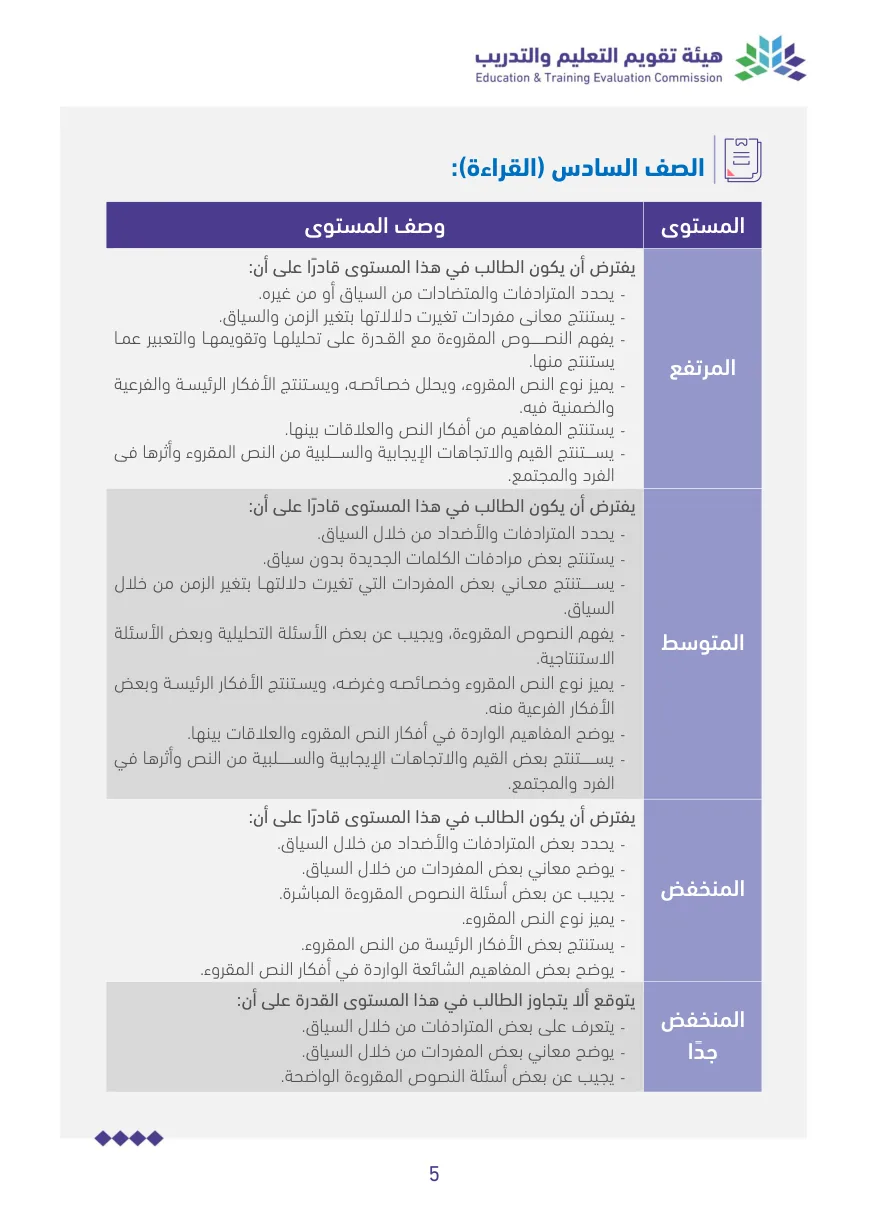 هيئة تقويم التعليم والتدريب
Education & Training Evaluation Commission
الصف السادس (القراءة):
المستوى
وصف المستوى
المرتفع
يفترض أن يكون الطالب في هذا المستوى قادرًا على أن:
- يحدد المترادفات والمتضادات من السياق أو من غيره.
- يستنتج معانى مفردات تغيرت دلالاتها بتغير الزمن والسياق.
- يفهم النصوص المقروءة مع القدرة على تحليلها وتقويمها والتعبير عما
يستنتج منها.
- يميز نوع النص المقروء، ويحلل خصائصه، ويستنتج الأفكار الرئيسة والفرعية
والضمنية فيه.
- يستنتج المفاهيم من أفكار النص والعلاقات بينها.
- يستنتج القيم والاتجاهات الإيجابية والسلبية من النص المقروء وأثرها فى
الفرد والمجتمع.
المتوسط
يفترض أن يكون الطالب في هذا المستوى قادرًا على أن:
- يحدد المترادفات والأضداد من خلال السياق.
- يستنتج بعض مرادفات الكلمات الجديدة بدون سياق.
- يستنتج معاني بعض المفردات التي تغيرت دلالتها بتغير الزمن من خلال
السياق.
- يفهم النصوص المقروءة، ويجيب عن بعض الأسئلة التحليلية وبعض الأسئلة
الاستنتاجية.
- يميز نوع النص المقروء وخصائصه وغرضه، ويستنتج الأفكار الرئيسة وبعض
الأفكار الفرعية منه.
- يوضح المفاهيم الواردة في أفكار النص المقروء والعلاقات بينها.
- يستنتج بعض القيم والاتجاهات الإيجابية والسلبية من النص وأثرها في
الفرد والمجتمع.
المنخفض
يفترض أن يكون الطالب في هذا المستوى قادرًا على أن:
- يحدد بعض المترادفات والأضداد من خلال السياق.
- يوضح معاني بعض المفردات من خلال السياق.
- يجيب عن بعض أسئلة النصوص المقروءة المباشرة.
- يميز نوع النص المقروء.
- يستنتج بعض الأفكار الرئيسة من النص المقروء.
- يوضح بعض المفاهيم الشائعة الواردة في أفكار النص المقروء.
المنخفض
جدًا
يتوقع ألا يتجاوز الطالب في هذا المستوى القدرة على أن:
- يتعرف على بعض المترادفات من خلال السياق.
- يوضح معاني بعض المفردات من خلال السياق.
- يجيب عن بعض أسئلة النصوص المقروءة الواضحة.
5